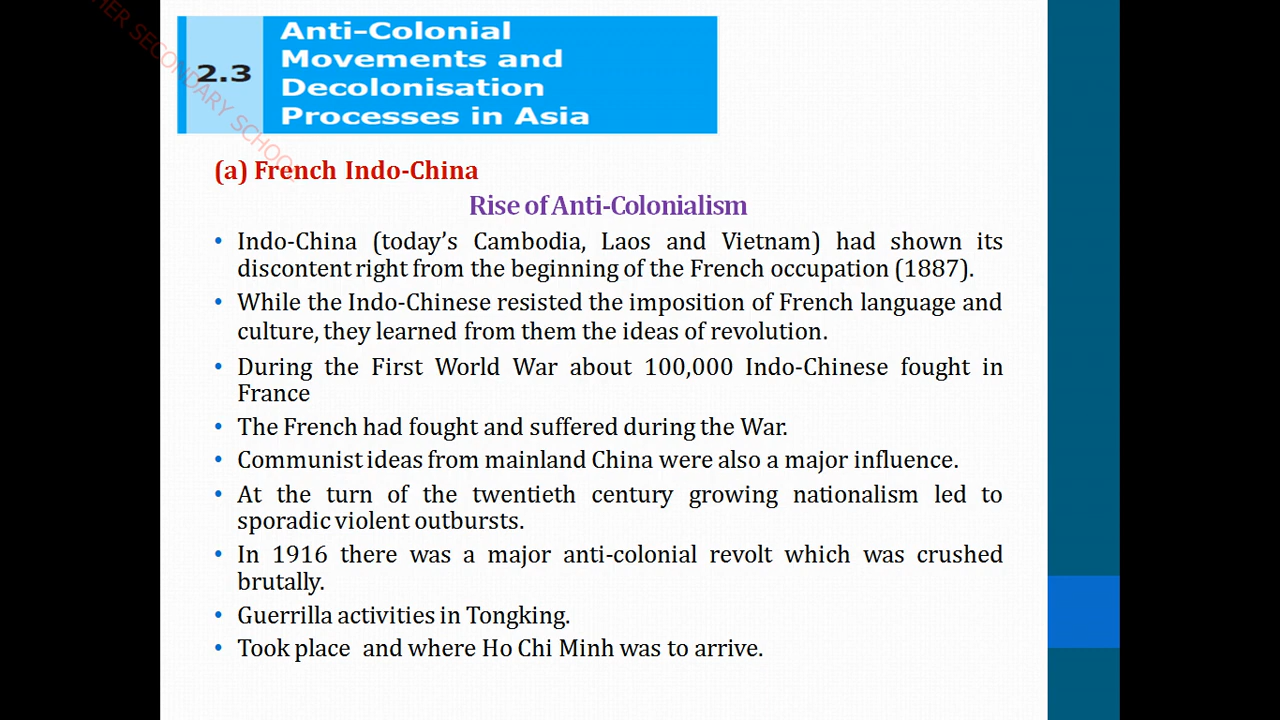 HER SECONDARY SCHOOL
2.3
Anti-Colonial
Movements and
Decolonisation
Processes in Asia
(a) French Indo-China
Rise of Anti-Colonialism
• Indo-China (today's Cambodia, Laos and Vietnam) had shown its
discontent right from the beginning of the French occupation (1887).
• While the Indo-Chinese resisted the imposition of French language and
culture, they learned from them the ideas of revolution.
• During the First World War about 100,000 Indo-Chinese fought in
France
• The French had fought and suffered during the War.
• Communist ideas from mainland China were also a major influence.
• At the turn of the twentieth century growing nationalism led to
sporadic violent outbursts.
• In 1916 there was a major anti-colonial revolt which was crushed
brutally.
• Guerrilla activities in Tongking.
• Took place and where Ho Chi Minh was to arrive.